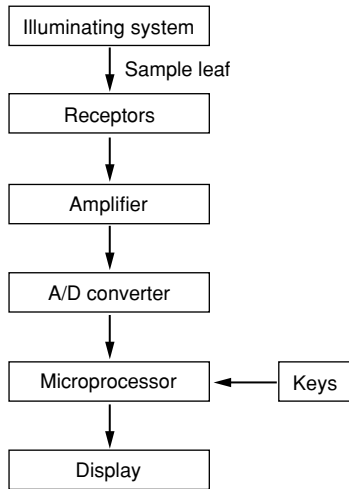 Illuminating system
Sample leaf
Receptors
Amplifier
A/D converter
Microprocessor
Keys
Display